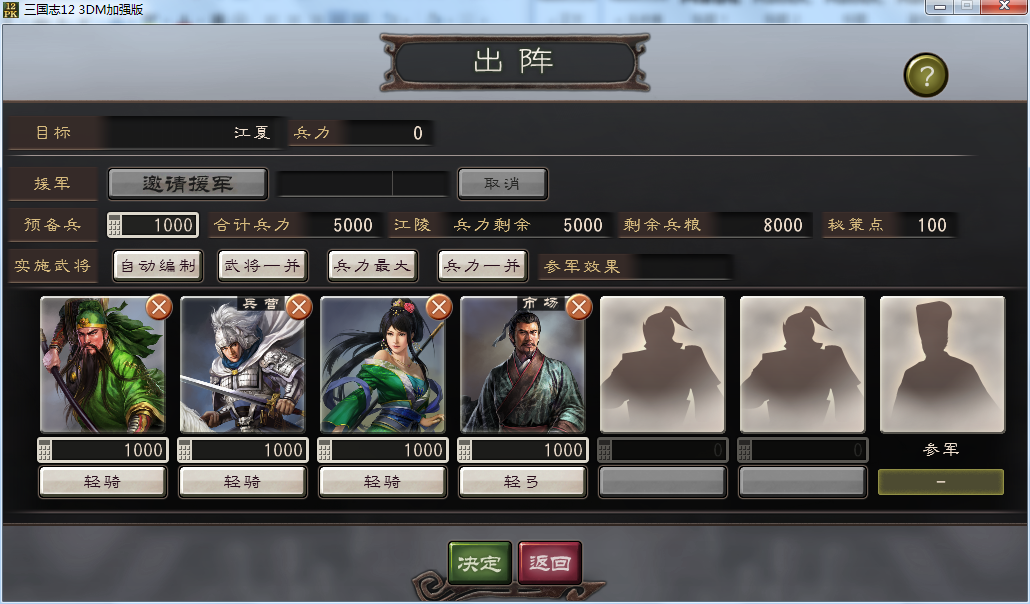 12 PK 三国志12 3DM加强版
出阵
?
目标 江夏 兵力 0
援军 邀请援军 取消
预备兵 1000 合计兵力 5000 江陵 兵力剩余 5000 剩余兵粮 8000 秘策点 100
实施武将 自动编制 武将一并 兵力最大 兵力一并 参军效果
兵营 市场
1000 1000 1000 1000 0 0 参军
轻骑 轻骑 轻骑 轻弓 –
决定 返回